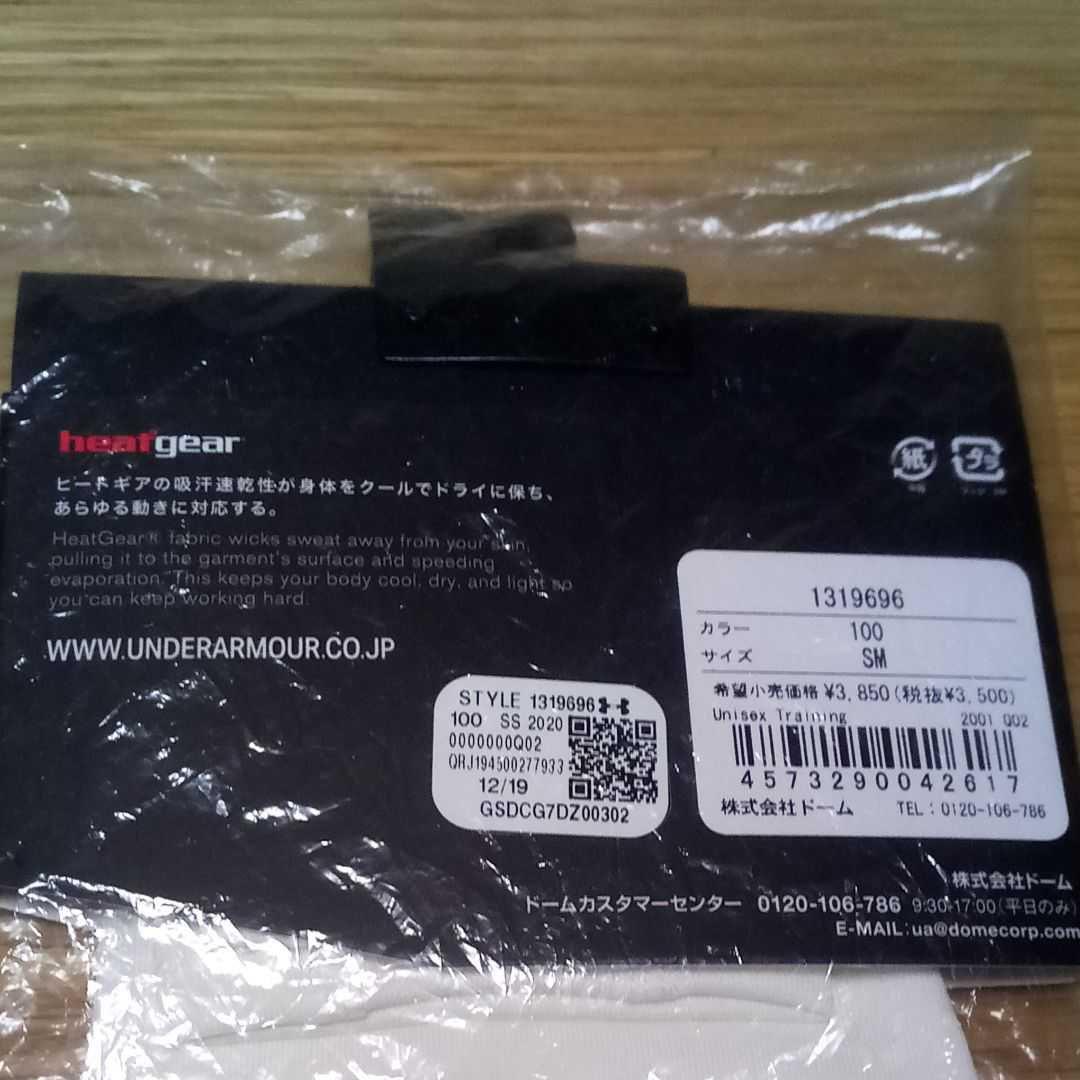 heatgear
紙
プラ
ヒートギアの吸汗速乾性が身体をクールでドライに保ち、
あらゆる動きに対応する。
HeatGear® fabric wicks sweat away from your skin,
pulling it to the garment's surface and speeding
evaporation. This keeps your body cool, dry, and light so
you can keep working hard.
WWW.UNDERARMOUR.CO.JP
STYLE 1319696
100 SS 2020
0000000Q02
QRJ194500277933
12/19
GSDCG7DZ00302
1319696
カラー 100
サイズ SM
希望小売価格 ¥3,850(税抜¥3,500)
Unisex Training 2001 Q02
4573290042617
株式会社ドーム TEL:0120-106-786
株式会社ドーム
ドームカスタマーセンター 0120-106-786 9:30-17:00(平日のみ)
E-MAIL:ua@domecorp.com